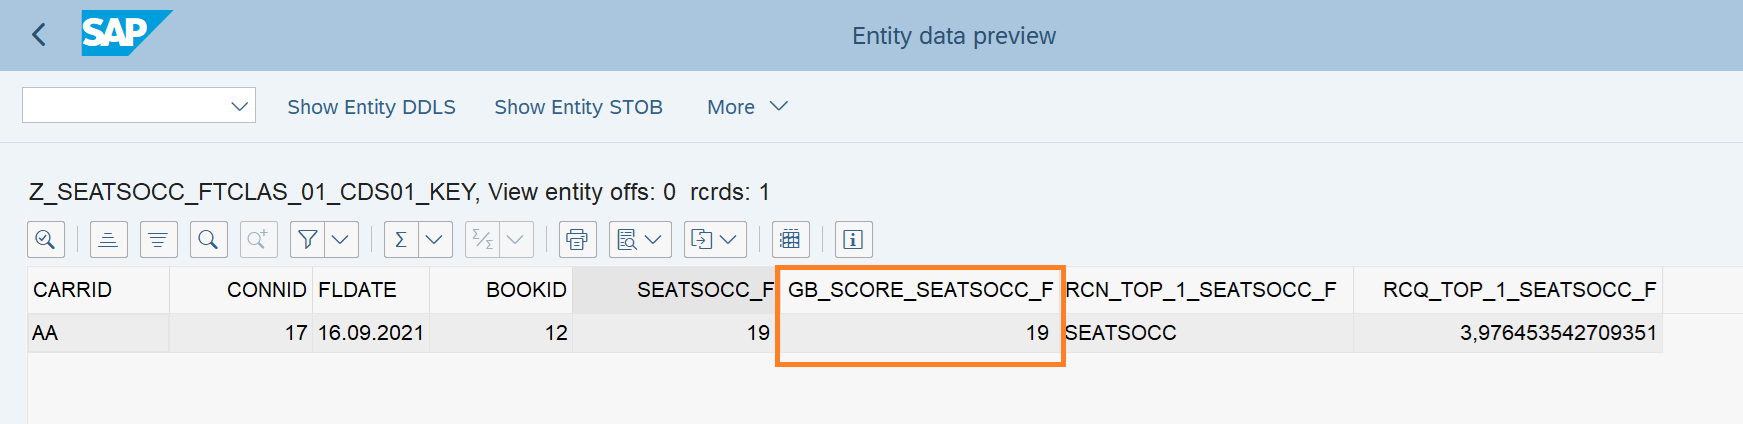 SAP Entity data preview
Show Entity DDLS Show Entity STOB More
Z_SEATSOCC_FTCLAS_01_CDS01_KEY, View entity offs: 0 rcrds: 1
CARRID CONNID FLDATE BOOKID SEATSOCC_F GB_SCORE_SEATSOCC_F RCN_TOP_1_SEATSOCC_F RCQ_TOP_1_SEATSOCC_F
AA 17 16.09.2021 12 19 19 SEATSOCC 3,976453542709351